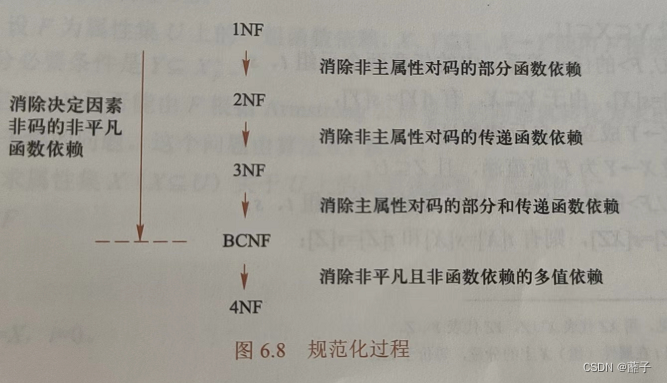 1NF
消除非主属性对码的部分函数依赖
2NF
消除非主属性对码的传递函数依赖
3NF
消除主属性对码的部分和传递函数依赖
BCNF
消除非平凡且非函数依赖的多值依赖
4NF
消除决定因素
非码的非平凡
函数依赖
图 6.8 规范化过程
CSDN @蓝子